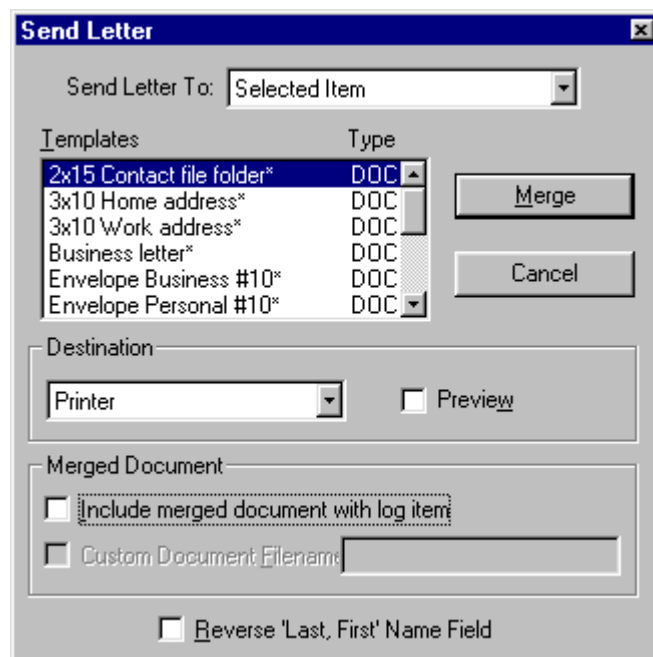 Send Letter
Send Letter To: Selected Item
Templates Type
2x15 Contact file folder* DOC
3x10 Home address* DOC
3x10 Work address* DOC
Business letter* DOC
Envelope Business #10* DOC
Envelope Personal #10* DOC
Merge
Cancel
Destination
Printer
Preview
Merged Document
Include merged document with log item
Custom Document Filename
Reverse 'Last, First' Name Field